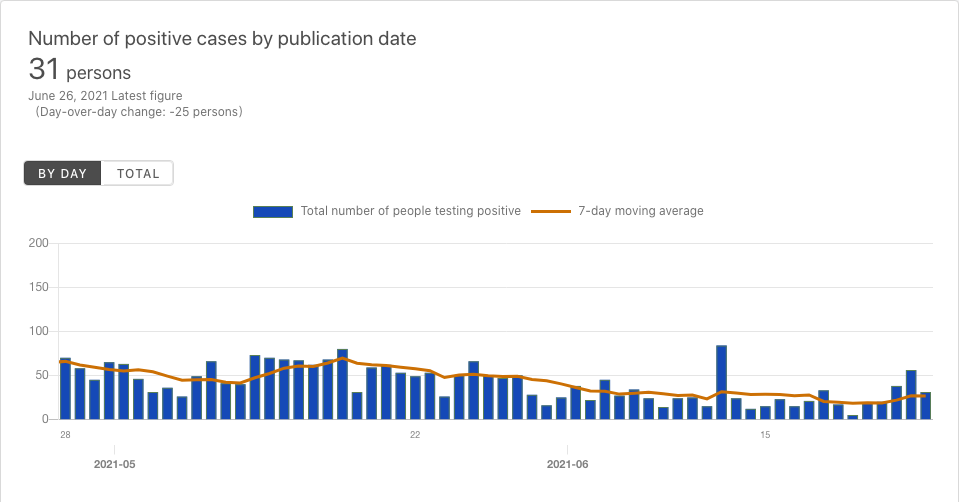 Number of positive cases by publication date
31 persons
June 26, 2021 Latest figure
(Day-over-day change: -25 persons)
BY DAY TOTAL
Total number of people testing positive 7-day moving average
200
150
100
50
0
28 22 15
2021-05 2021-06